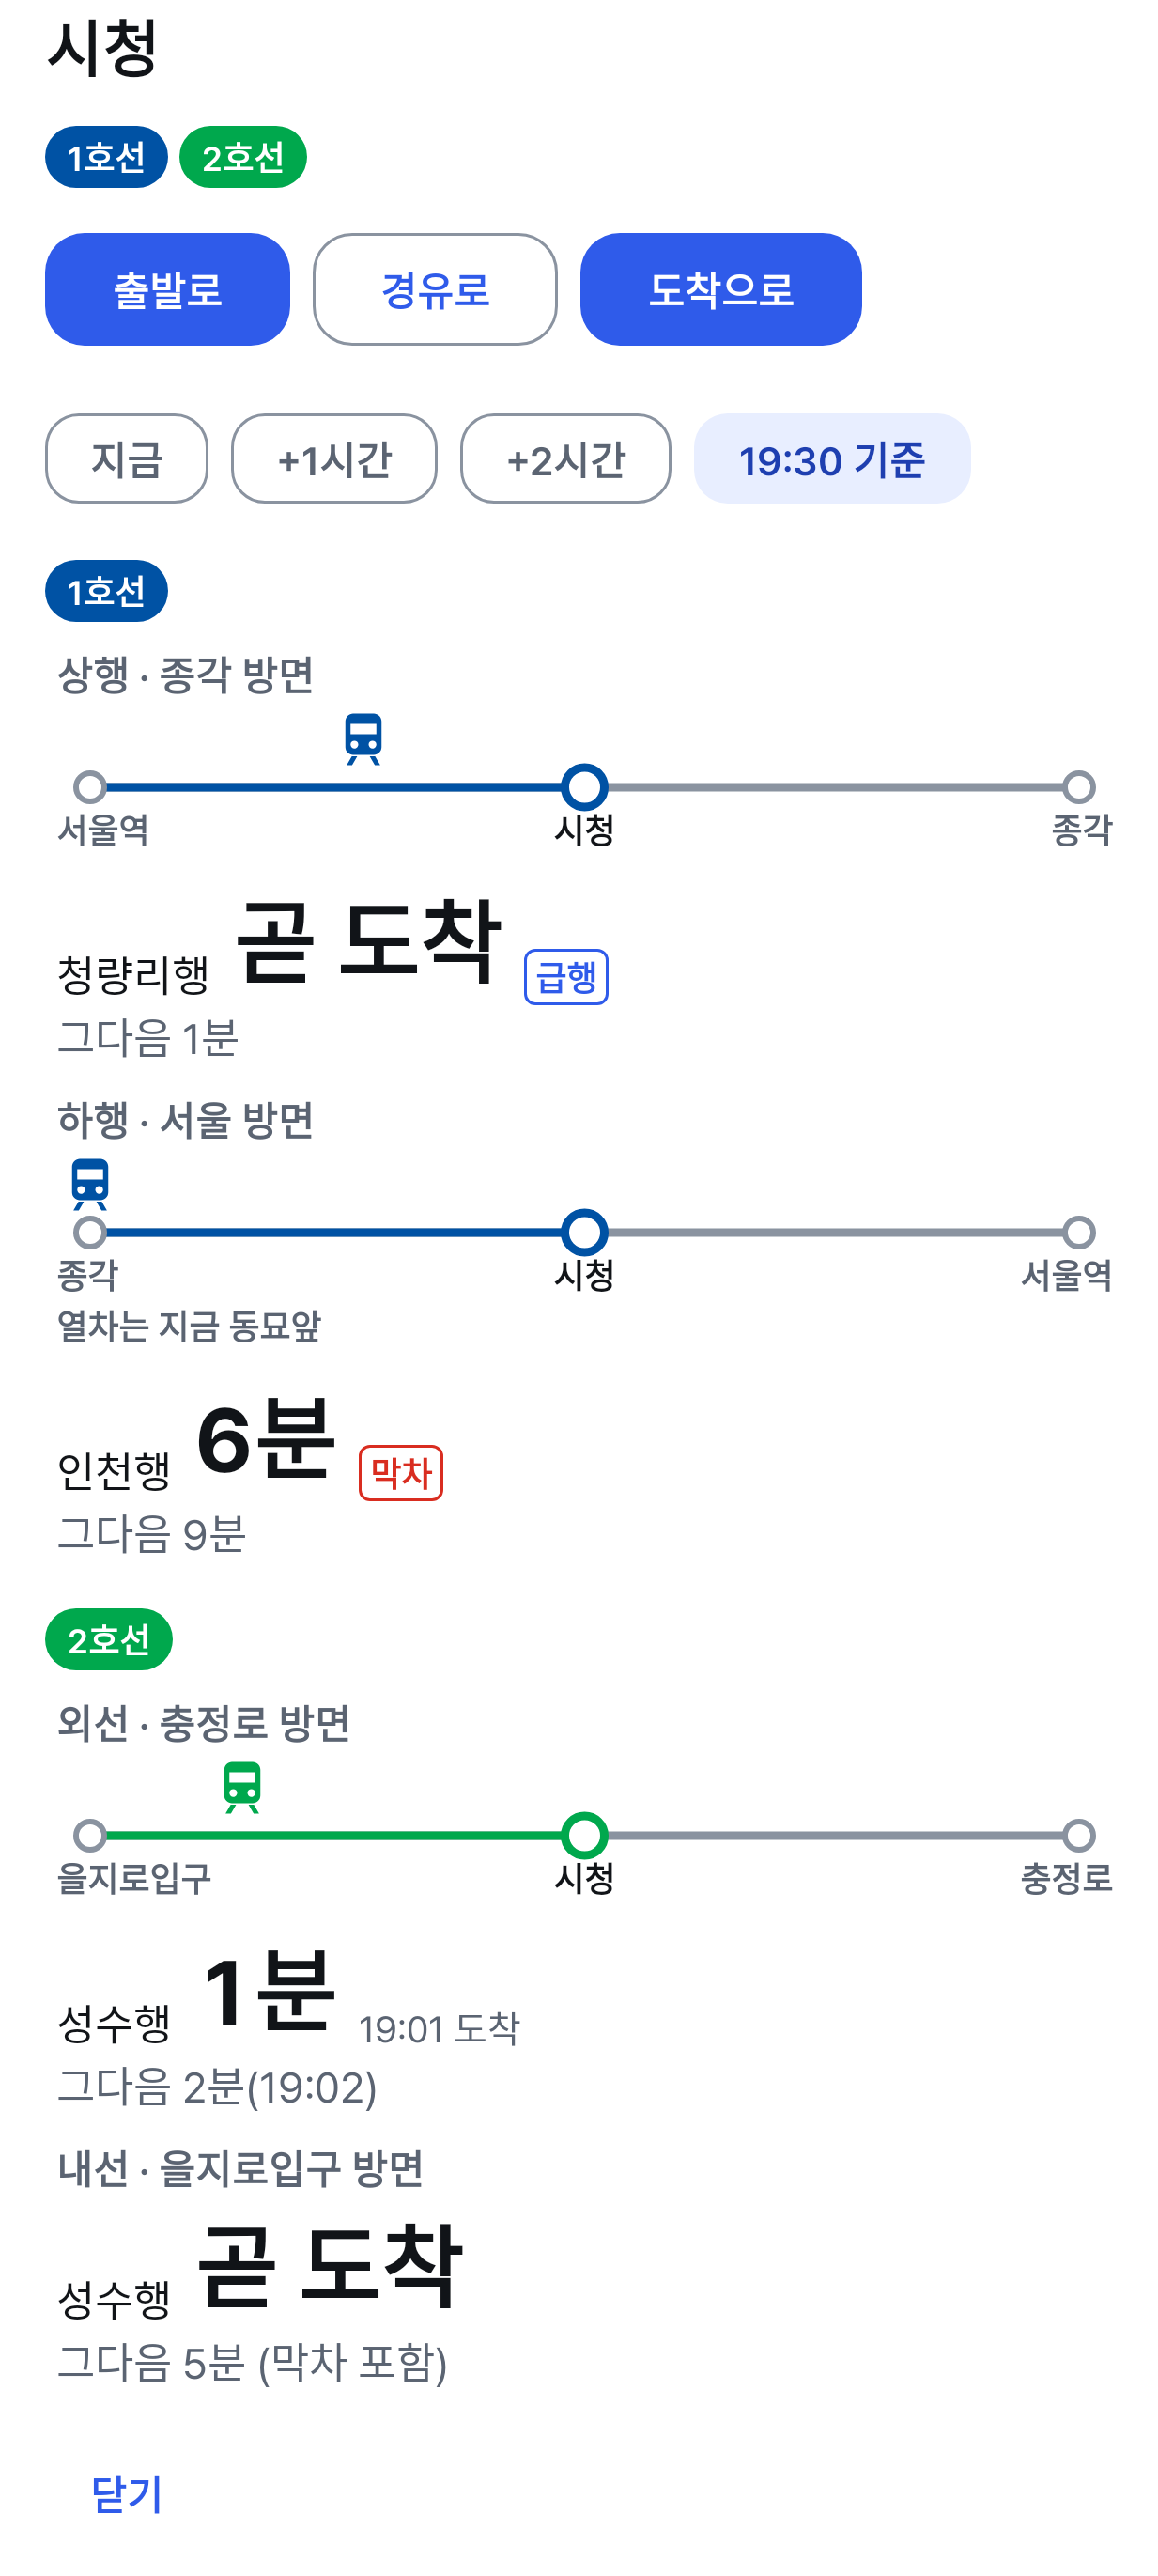 시청
1호선 2호선
출발로 경유로 도착으로
지금 +1시간 +2시간 19:30 기준
1호선
상행 · 종각 방면
서울역 시청 종각
청량리행 곧 도착 급행
그다음 1분
하행 · 서울 방면
종각 시청 서울역
열차는 지금 동묘앞
인천행 6분 막차
그다음 9분
2호선
외선 · 충정로 방면
을지로입구 시청 충정로
성수행 1분 19:01 도착
그다음 2분(19:02)
내선 · 을지로입구 방면
성수행 곧 도착
그다음 5분 (막차 포함)
닫기